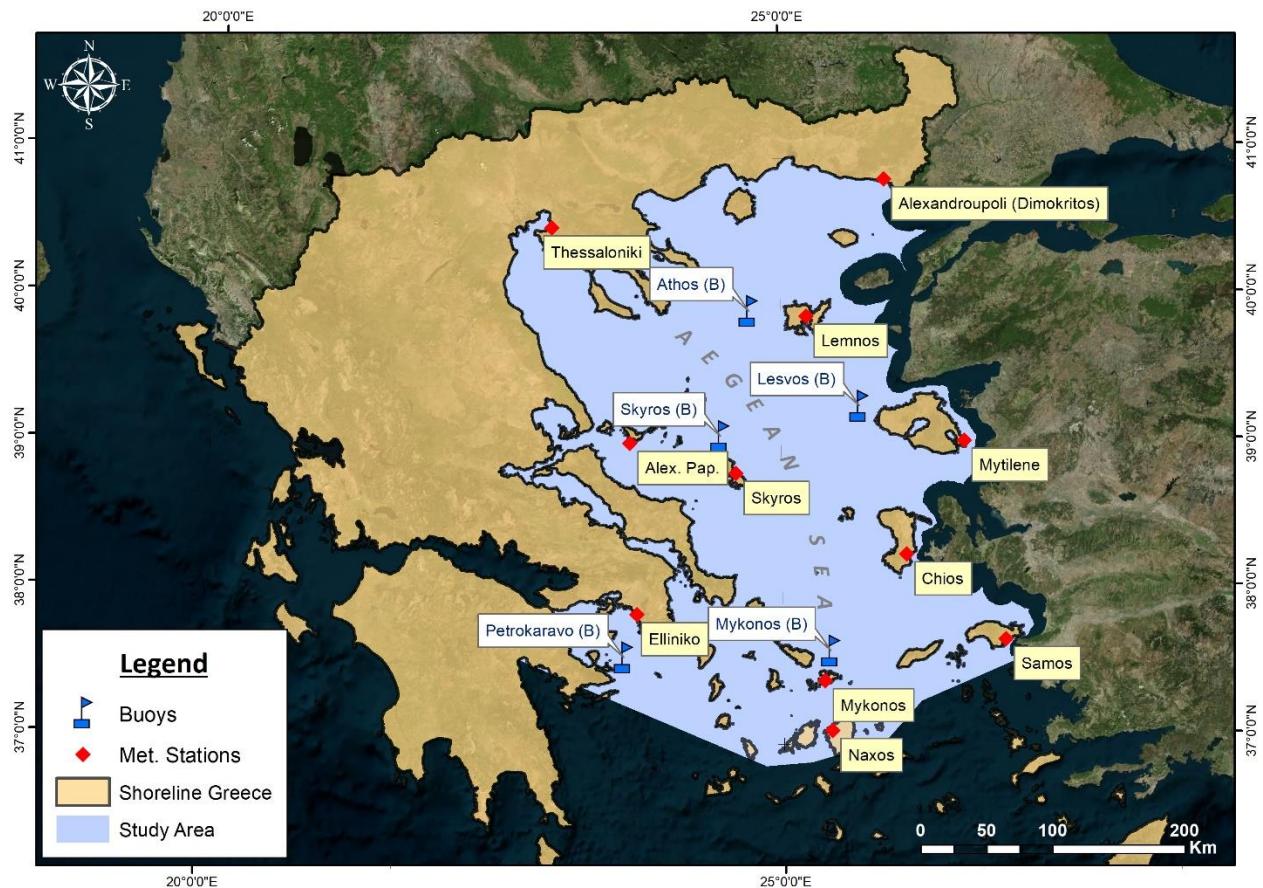 20°0'0"E
25°0'0"E
N
W
E
S
41°0'0"N
41°0'0"N
Alexandroupoli (Dimokritos)
Thessaloniki
Athos (B)
40°0'0"N
40°0'0"N
Lemnos
AEGEAN SEA
Lesvos (B)
Skyros (B)
39°0'0"N
39°0'0"N
Mytilene
Alex. Pap.
Skyros
Chios
38°0'0"N
38°0'0"N
Petrokaravo (B)
Elliniko
Mykonos (B)
Samos
Mykonos
37°0'0"N
37°0'0"N
Naxos
Legend
Buoys
Met. Stations
Shoreline Greece
Study Area
0 50 100 200
Km
20°0'0"E
25°0'0"E